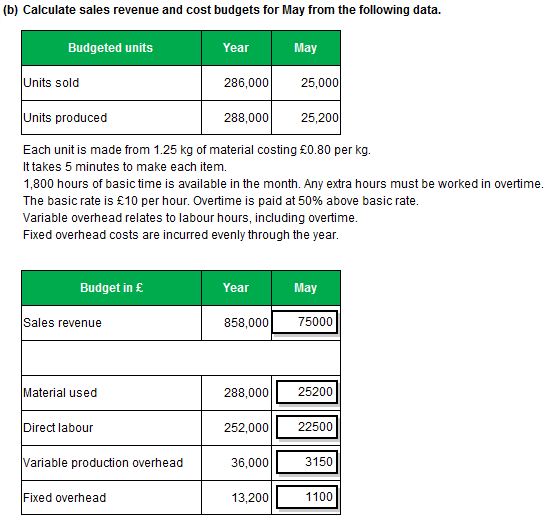 (b) Calculate sales revenue and cost budgets for May from the following data.
Budgeted units Year May
Units sold 286,000 25,000
Units produced 288,000 25,200
Each unit is made from 1.25 kg of material costing £0.80 per kg.
It takes 5 minutes to make each item.
1,800 hours of basic time is available in the month. Any extra hours must be worked in overtime.
The basic rate is £10 per hour. Overtime is paid at 50% above basic rate.
Variable overhead relates to labour hours, including overtime.
Fixed overhead costs are incurred evenly through the year.
Budget in £ Year May
Sales revenue 858,000 75000
Material used 288,000 25200
Direct labour 252,000 22500
Variable production overhead 36,000 3150
Fixed overhead 13,200 1100